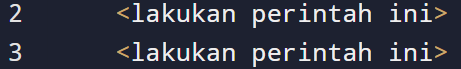 2 <lakukan perintah ini>
3 <lakukan perintah ini>